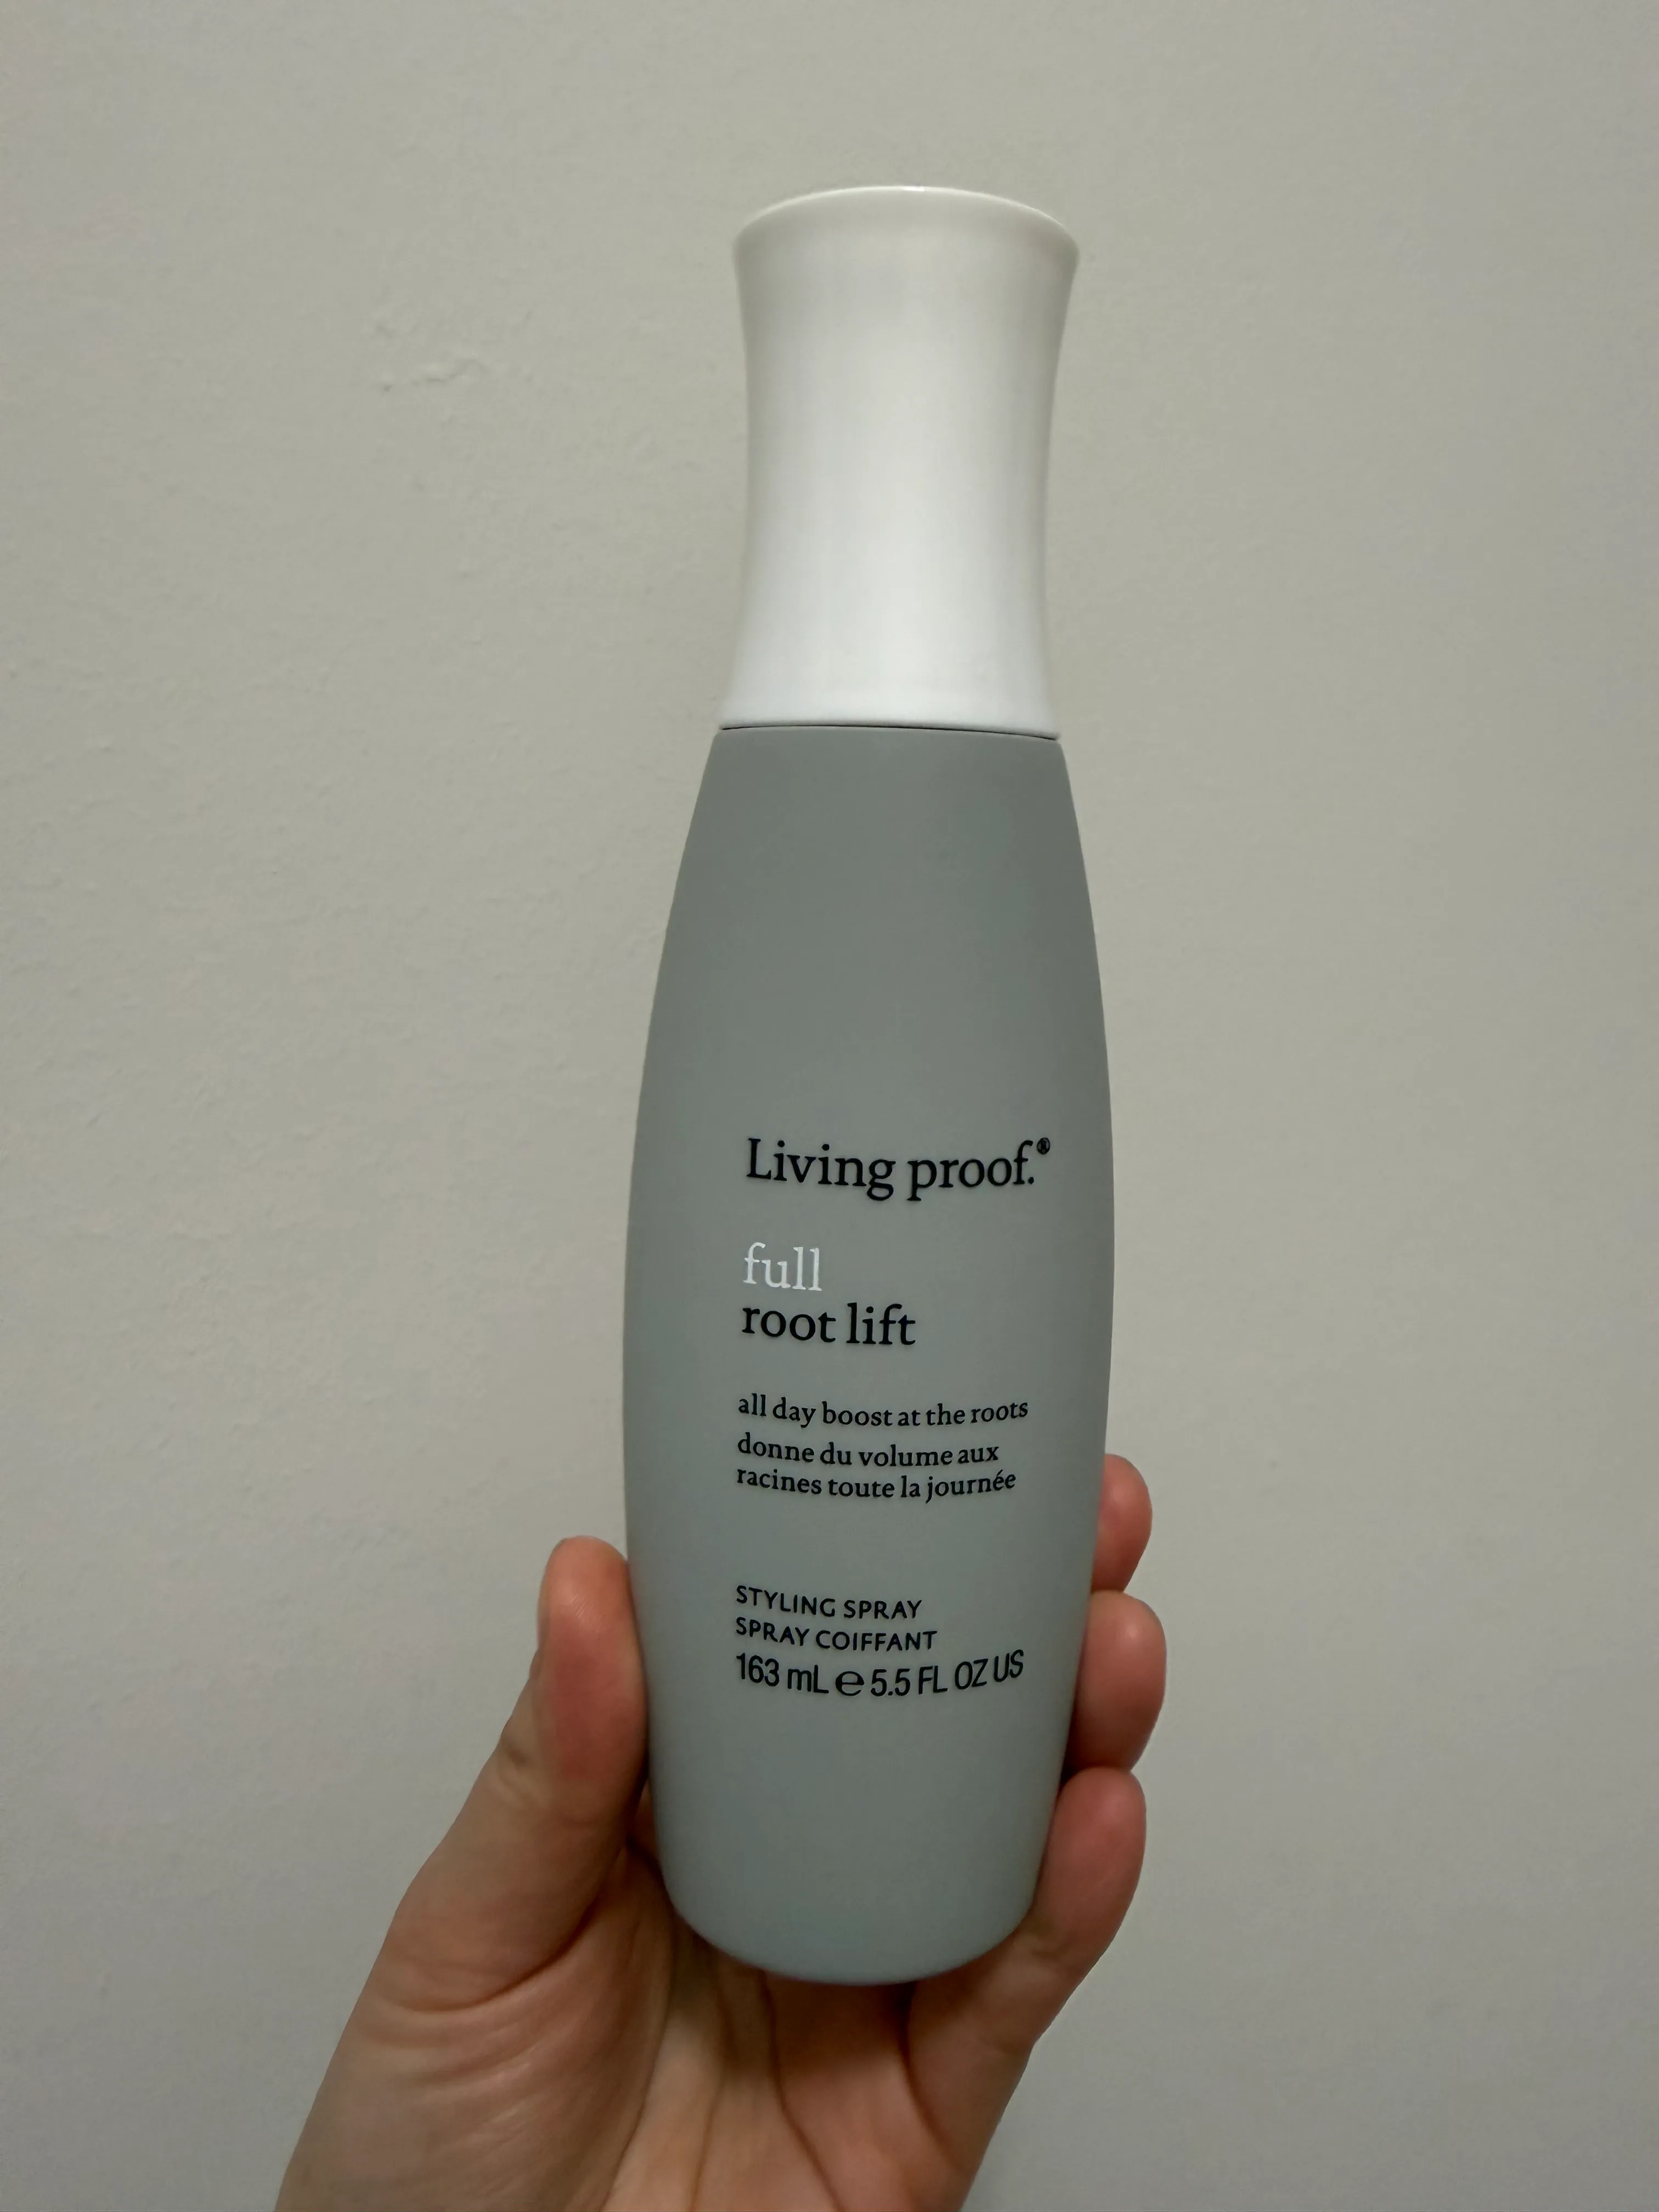 Living proof.®
full
root lift
all day boost at the roots
donne du volume aux
racines toute la journée
STYLING SPRAY
SPRAY COIFFANT
163 mL ℮ 5.5 FL OZ US